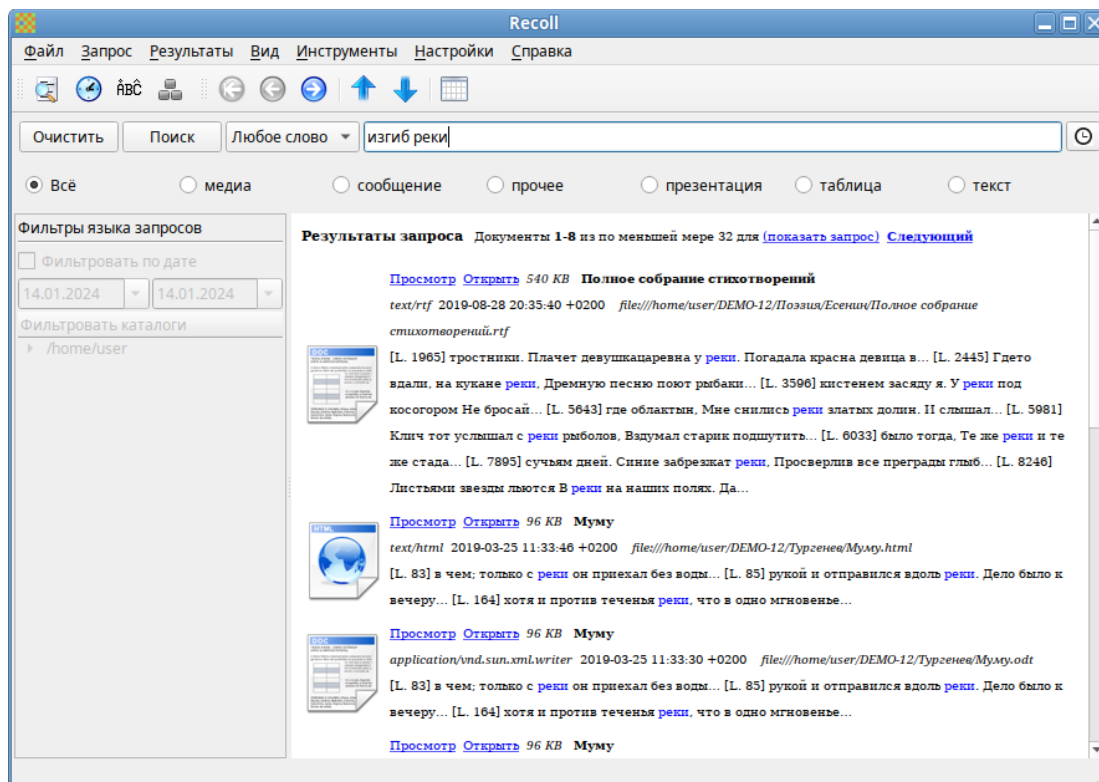 Recoll
Файл Запрос Результаты Вид Инструменты Настройки Справка
ÂBĈ
Очистить Поиск Любое слово изгиб реки
Всё медиа сообщение прочее презентация таблица текст
Фильтры языка запросов
Фильтровать по дате
14.01.2024 14.01.2024
Фильтровать каталоги
/home/user
Результаты запроса Документы 1-8 из по меньшей мере 32 для (показать запрос) Следующий
Просмотр Открыть 540 KB Полное собрание стихотворений
text/rtf 2019-08-28 20:35:40 +0200 file:///home/user/DEMO-12/Поэзия/Есенин/Полное собрание
стихотворений.rtf
[L. 1965] тростники. Плачет девушкацаревна у реки. Погадала красна девица в... [L. 2445] Гдето
вдали, на кукане реки, Дремную песню поют рыбаки... [L. 3596] кистенем засяду я. У реки под
косогором Не бросай... [L. 5643] где облактын, Мне снились реки златых долин. II слышал... [L. 5981]
Клич тот услышал с реки рыболов, Вздумал старик подшутить... [L. 6033] было тогда, Те же реки и те
же стада... [L. 7895] сучьям дней. Синие забрезжат реки, Просверлив все преграды глыб... [L. 8246]
Листьями звезды льются В реки на наших полях. Да...
DOC
Просмотр Открыть 96 KB Муму
text/html 2019-03-25 11:33:46 +0200 file:///home/user/DEMO-12/Тургенев/Муму.html
[L. 83] в чем; только с реки он приехал без воды... [L. 85] рукой и отправился вдоль реки. Дело было к
вечеру... [L. 164] хотя и против теченья реки, что в одно мгновенье...
HTML
Просмотр Открыть 96 KB Муму
application/vnd.sun.xml.writer 2019-03-25 11:33:30 +0200 file:///home/user/DEMO-12/Тургенев/Муму.odt
[L. 83] в чем; только с реки он приехал без воды... [L. 85] рукой и отправился вдоль реки. Дело было к
вечеру... [L. 164] хотя и против теченья реки, что в одно мгновенье...
DOC
Просмотр Открыть 96 KB Муму